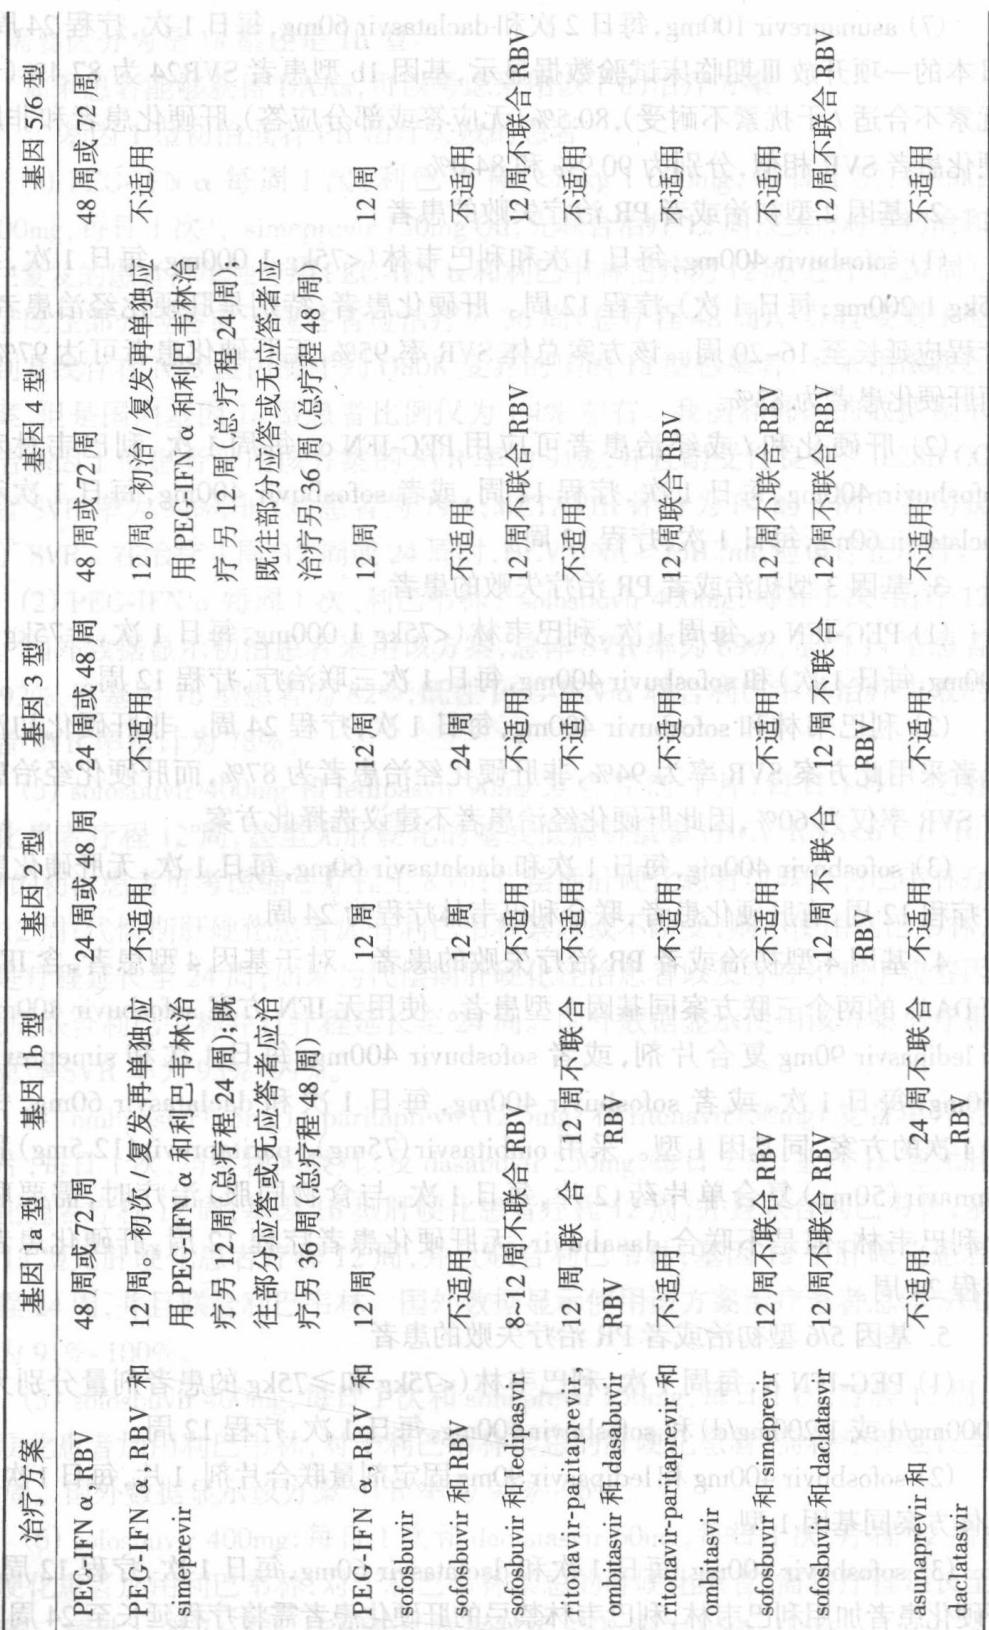 治疗方案 基因 1a 型 基因 1b 型 基因 2 型 基因 3 型 基因 4 型 基因 5/6 型
PEG-IFN α,RBV 48 周或 72 周 24 周或 48 周 24 周或 48 周 48 周或 72 周 48 周或 72 周
PEG-IFN α,RBV 和 12 周。初次 / 复发再单独应 不适用 不适用 12 周。初治/复发再单独应 不适用
simeprevir 用 PEG-IFN α 和利巴韦林治 用 PEG-IFN α 和利巴韦林治
疗另 12 周(总疗程 24 周);既 疗另 12 周(总疗程 24 周);
往部分应答或无应答者应治 既往部分应答或无应答者应
疗另 36 周(总疗程 48 周) 治疗另 36 周(总疗程 48 周)
PEG-IFN α,RBV 和 12 周 12 周 12 周 12 周 12 周
sofosbuvir
sofosbuvir 和 RBV 不适用 12 周 24 周 不适用 不适用
sofosbuvir 和 ledipasvir 8-12 周不联合 RBV 不适用 不适用 12 周不联合 RBV 12 周不联合 RBV
ritonavir-paritaprevir, 12 周 联 合 12 周不联合 不适用 不适用 不适用 不适用
ombitasvir 和 dasabuvir RBV RBV
ritonavir-paritaprevir 和 不适用 不适用 不适用 12 周联合 RBV 不适用
ombitasvir
sofosbuvir 和 simeprevir 12 周不联合 RBV 不适用 不适用 12 周不联合 RBV 不适用
sofosbuvir 和 daclatasvir 12 周不联合 RBV 12 周 不 联 合 12 周 不 联 合 12 周不联合 RBV 12 周不联合 RBV
RBV RBV
asunaprevir 和 不适用 24 周不联合 不适用 不适用 不适用 不适用
daclatasvir RBV